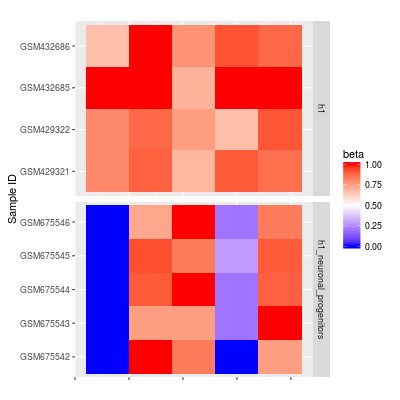 GSM432686
GSM432685
GSM429322
GSM429321
h1
GSM675546
GSM675545
GSM675544
GSM675543
GSM675542
h1_neuronal_progenitors
Sample ID
beta
1.00
0.75
0.50
0.25
0.00